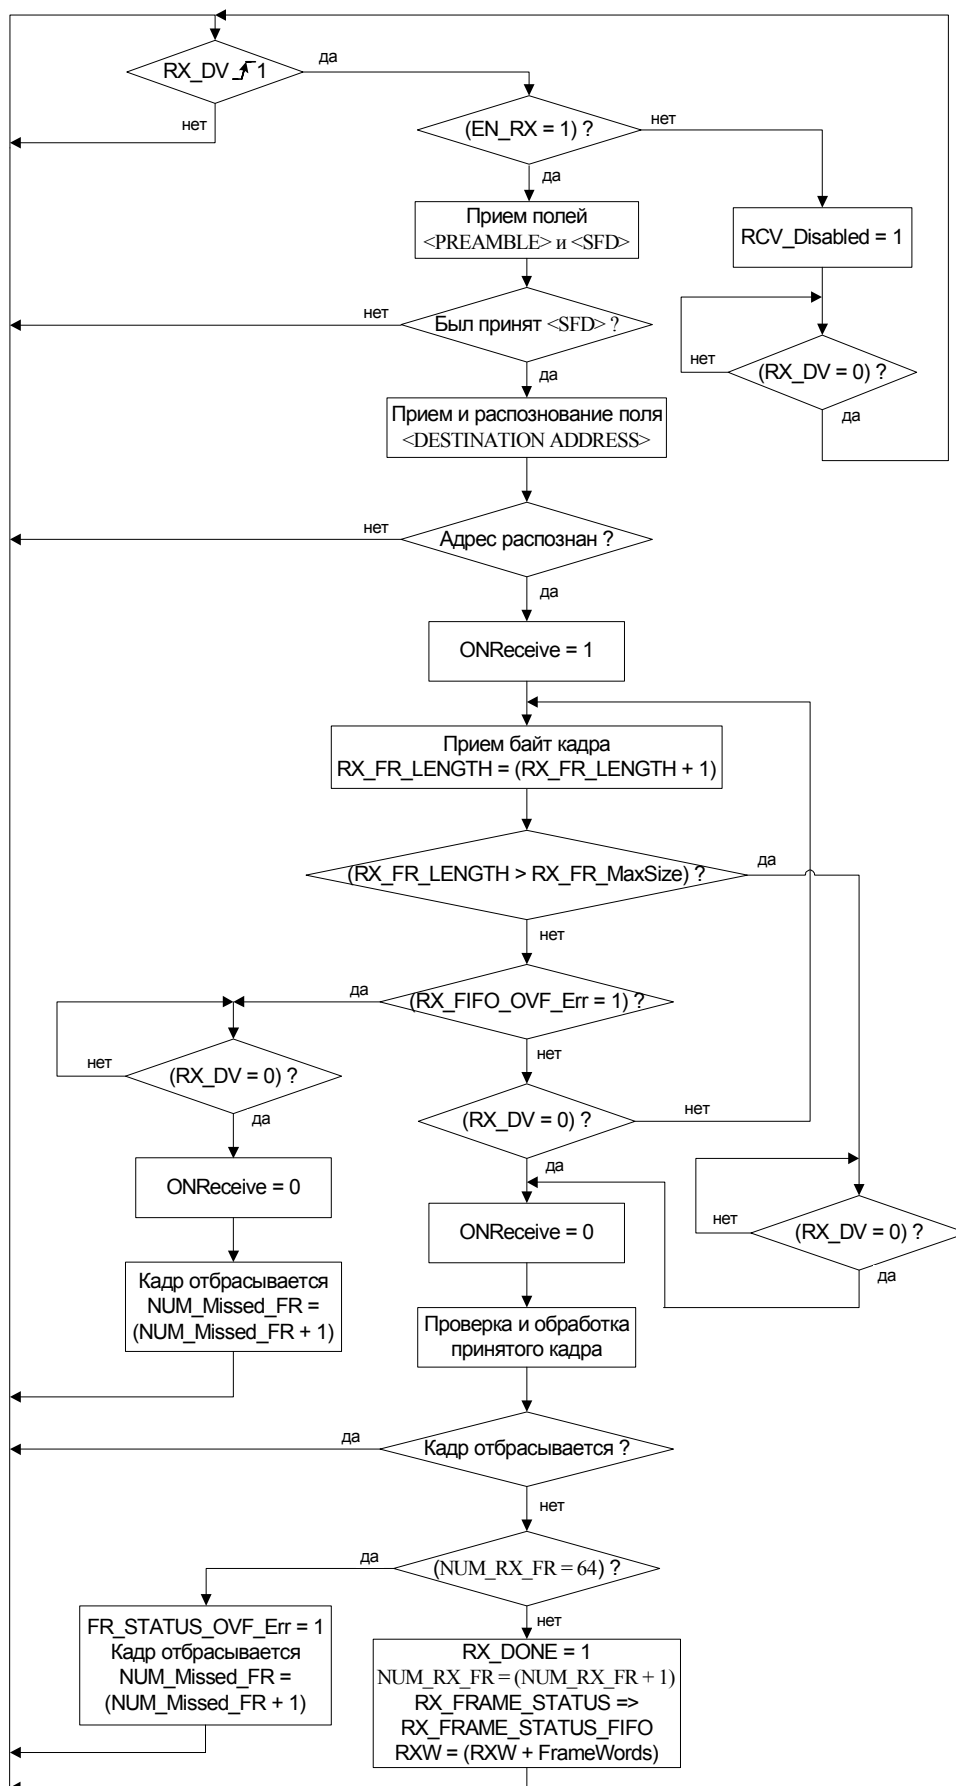 да
RX_DV 1
нет
(EN_RX = 1) ?
нет
да
Прием полей
<PREAMBLE> и <SFD>
RCV_Disabled = 1
нет
Был принят <SFD> ?
да
нет
(RX_DV = 0) ?
да
Прием и распознование поля
<DESTINATION ADDRESS>
нет
Адрес распознан ?
да
ONReceive = 1
Прием байт кадра
RX_FR_LENGTH = (RX_FR_LENGTH + 1)
(RX_FR_LENGTH > RX_FR_MaxSize) ?
да
нет
да
(RX_FIFO_OVF_Err = 1) ?
нет
нет
(RX_DV = 0) ?
да
(RX_DV = 0) ?
нет
да
ONReceive = 0
ONReceive = 0
нет
(RX_DV = 0) ?
да
Кадр отбрасывается
NUM_Missed_FR =
(NUM_Missed_FR + 1)
Проверка и обработка
принятого кадра
да
Кадр отбрасывается ?
нет
да
(NUM_RX_FR = 64) ?
нет
FR_STATUS_OVF_Err = 1
Кадр отбрасывается
NUM_Missed_FR =
(NUM_Missed_FR + 1)
RX_DONE = 1
NUM_RX_FR = (NUM_RX_FR + 1)
RX_FRAME_STATUS =>
RX_FRAME_STATUS_FIFO
RXW = (RXW + FrameWords)